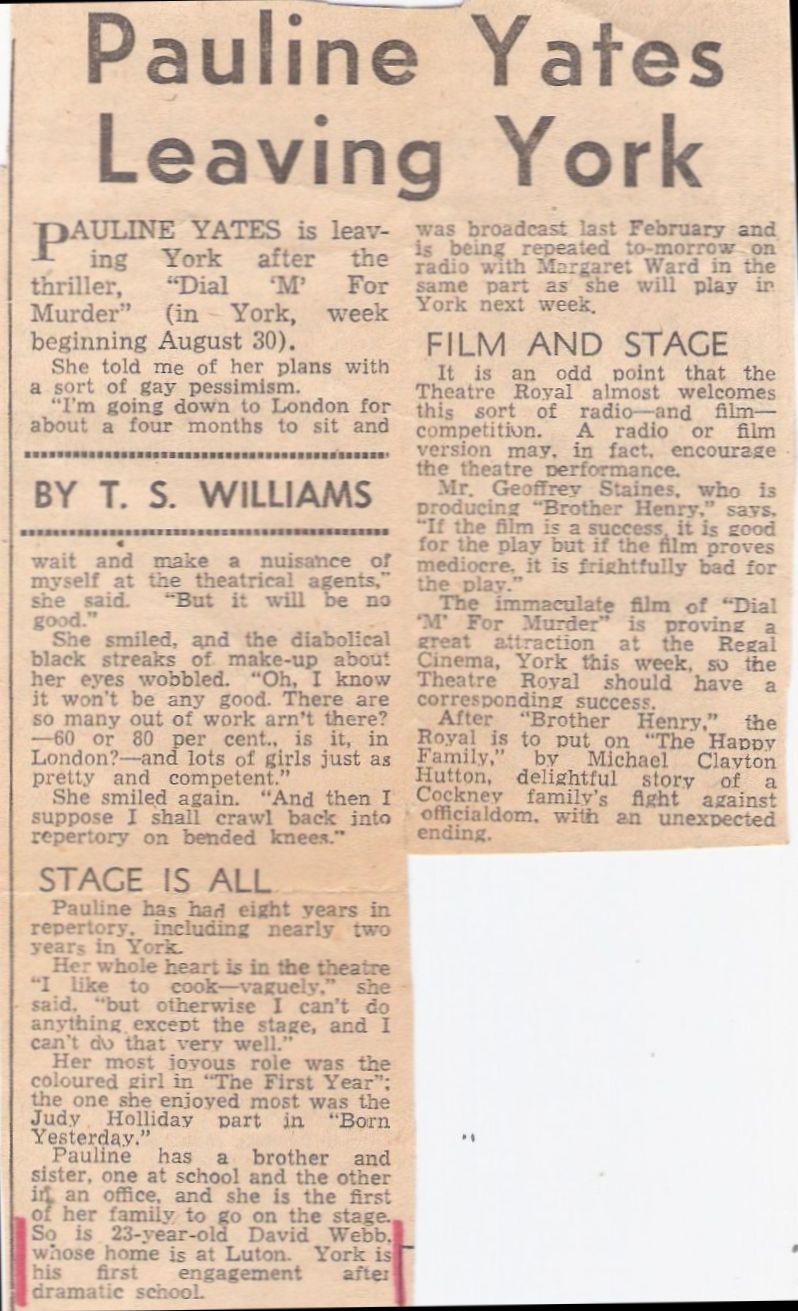 Pauline Yates
Leaving York
PAULINE YATES is leav-
ing York after the
thriller, "Dial 'M' For
Murder" (in York, week
beginning August 30).
She told me of her plans with
a sort of gay pessimism.
"I'm going down to London for
about a four months to sit and
BY T. S. WILLIAMS
wait and make a nuisance of
myself at the theatrical agents,"
she said. "But it will be no
good."
She smiled, and the diabolical
black streaks of make-up about
her eyes wobbled. "Oh, I know
it won't be any good. There are
so many out of work arn't there?
—60 or 80 per cent., is it, in
London?—and lots of girls just as
pretty and competent."
She smiled again. "And then I
suppose I shall crawl back into
repertory on bended knees."
STAGE IS ALL
Pauline has had eight years in
repertory, including nearly two
years in York.
Her whole heart is in the theatre
"I like to cook—vaguely," she
said, "but otherwise I can't do
anything except the stage, and I
can't do that very well."
Her most joyous role was the
coloured girl in "The First Year";
the one she enjoyed most was the
Judy Holliday part in "Born
Yesterday."
Pauline has a brother and
sister, one at school and the other
in an office, and she is the first
of her family to go on the stage.
So is 23-year-old David Webb,
whose home is at Luton. York is
his first engagement after
dramatic school.
was broadcast last February and
is being repeated to-morrow on
radio with Margaret Ward in the
same part as she will play in
York next week.
FILM AND STAGE
It is an odd point that the
Theatre Royal almost welcomes
this sort of radio—and film—
competition. A radio or film
version may, in fact, encourage
the theatre performance.
Mr. Geoffrey Staines, who is
producing "Brother Henry," says,
"If the film is a success, it is good
for the play but if the film proves
mediocre, it is frightfully bad for
the play."
The immaculate film of "Dial
'M' For Murder" is proving a
great attraction at the Regal
Cinema, York this week, so the
Theatre Royal should have a
corresponding success.
After "Brother Henry," the
Royal is to put on "The Happy
Family," by Michael Clayton
Hutton, delightful story of a
Cockney family's fight against
officialdom, with an unexpected
ending.